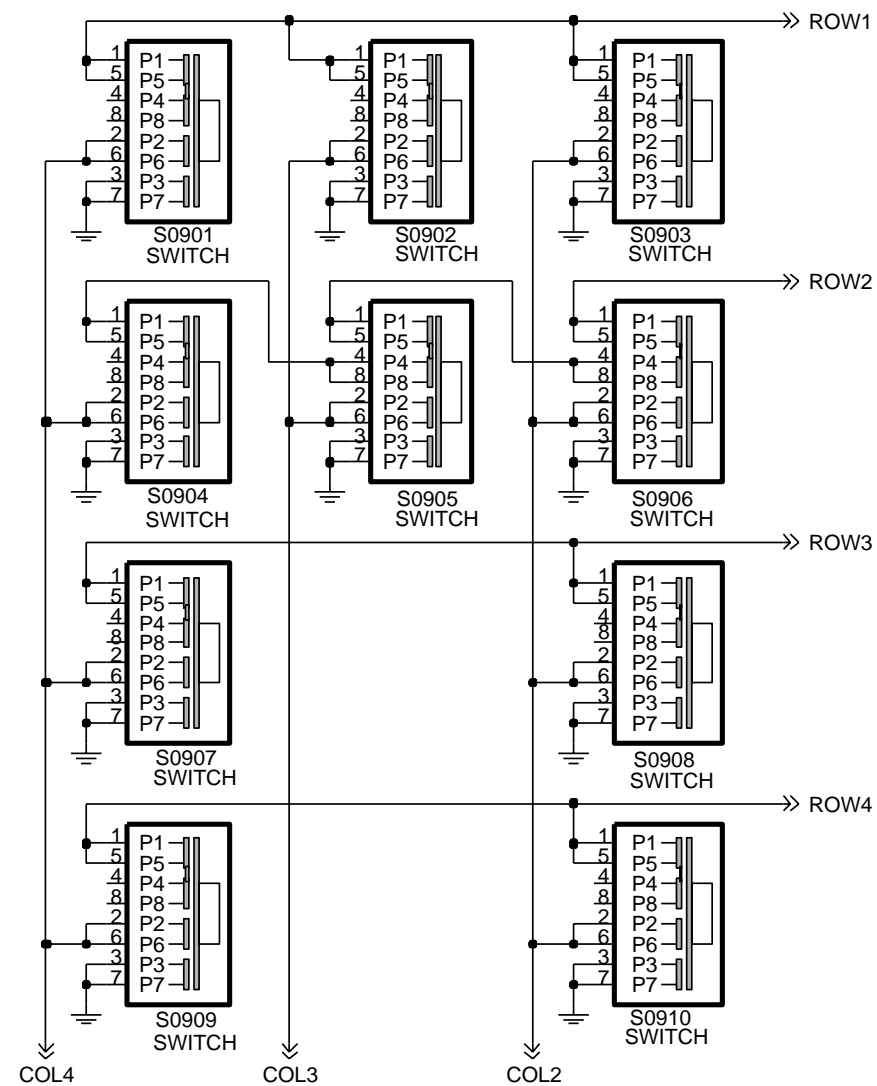 ROW1
1 P1 1 P1 1 P1
5 P5 5 P5 5 P5
4 P4 4 P4 4 P4
8 P8 8 P8 8 P8
2 P2 2 P2 2 P2
6 P6 6 P6 6 P6
3 P3 3 P3 3 P3
7 P7 7 P7 7 P7
S0901 S0902 S0903
SWITCH SWITCH SWITCH
ROW2
1 P1 1 P1 1 P1
5 P5 5 P5 5 P5
4 P4 4 P4 4 P4
8 P8 8 P8 8 P8
2 P2 2 P2 2 P2
6 P6 6 P6 6 P6
3 P3 3 P3 3 P3
7 P7 7 P7 7 P7
S0904 S0905 S0906
SWITCH SWITCH SWITCH
ROW3
1 P1 1 P1
5 P5 5 P5
4 P4 4 P4
8 P8 8 P8
2 P2 2 P2
6 P6 6 P6
3 P3 3 P3
7 P7 7 P7
S0907 S0908
SWITCH SWITCH
ROW4
1 P1 1 P1
5 P5 5 P5
4 P4 4 P4
8 P8 8 P8
2 P2 2 P2
6 P6 6 P6
3 P3 3 P3
7 P7 7 P7
S0909 S0910
SWITCH SWITCH
COL4 COL3 COL2